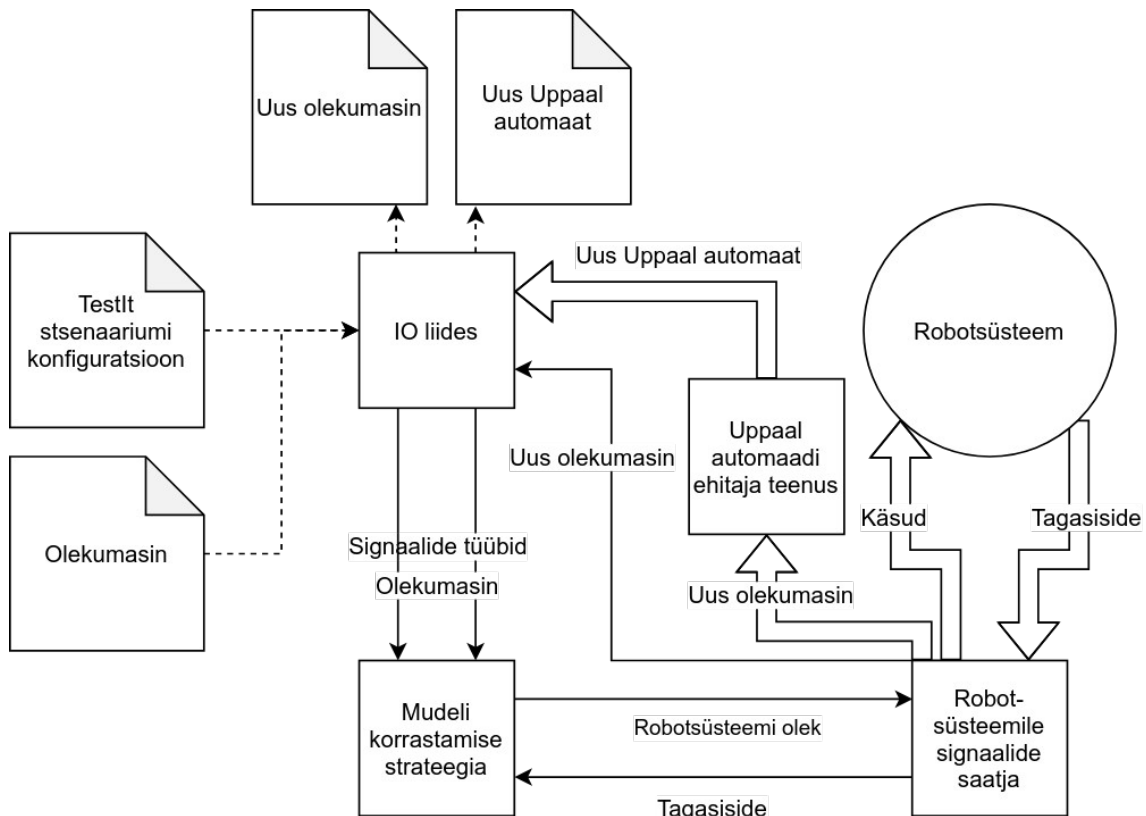 Uus olekumasin
Uus Uppaal
automaat
TestIt
stsenaariumi
konfiguratsioon
IO liides
Uus Uppaal automaat
Robotsüsteem
Uppaal
automaadi
ehitaja teenus
Uus olekumasin
Olekumasin
Signaalide tüübid
Olekumasin
Käsud
Tagasiside
Uus olekumasin
Mudeli
korrastamise
strateegia
Robotsüsteemi olek
Robot-
süsteemile
signaalide
saatja
Tagasiside